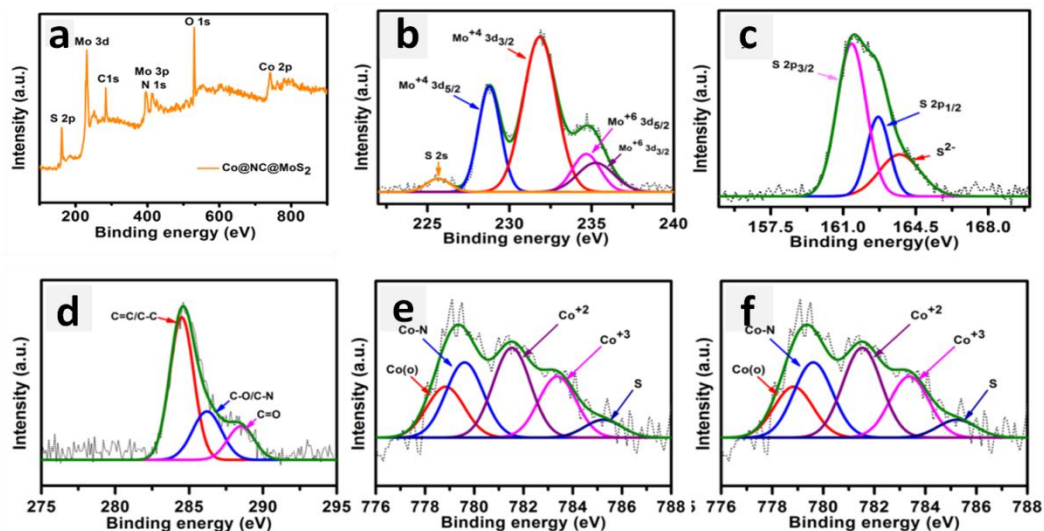 a
O 1s
Mo 3d
C1s
Mo 3p
N 1s
Co 2p
S 2p
Co@NC@MoS2
Intensity (a.u.)
200 400 600 800
Binding energy (eV)
b
Mo+4 3d3/2
Mo+4 3d5/2
Mo+6 3d5/2
Mo+6 3d3/2
S 2s
Intensity (a.u.)
225 230 235 240
Binding energy (eV)
c
S 2p3/2
S 2p1/2
S2-
Intensity (a.u.)
157.5 161.0 164.5 168.0
Binding energy(eV)
d
C=C/C-C
C-O/C-N
C=O
Intensity (a.u.)
275 280 285 290 295
Binding energy (eV)
e
Co-N
Co+2
Co+3
Co(o)
S
Intensity (a.u.)
776 778 780 782 784 786 788
Binding energy (eV)
f
Co-N
Co+2
Co+3
Co(o)
S
Intensity (a.u.)
5 776 778 780 782 784 786 788
Binding energy (eV)